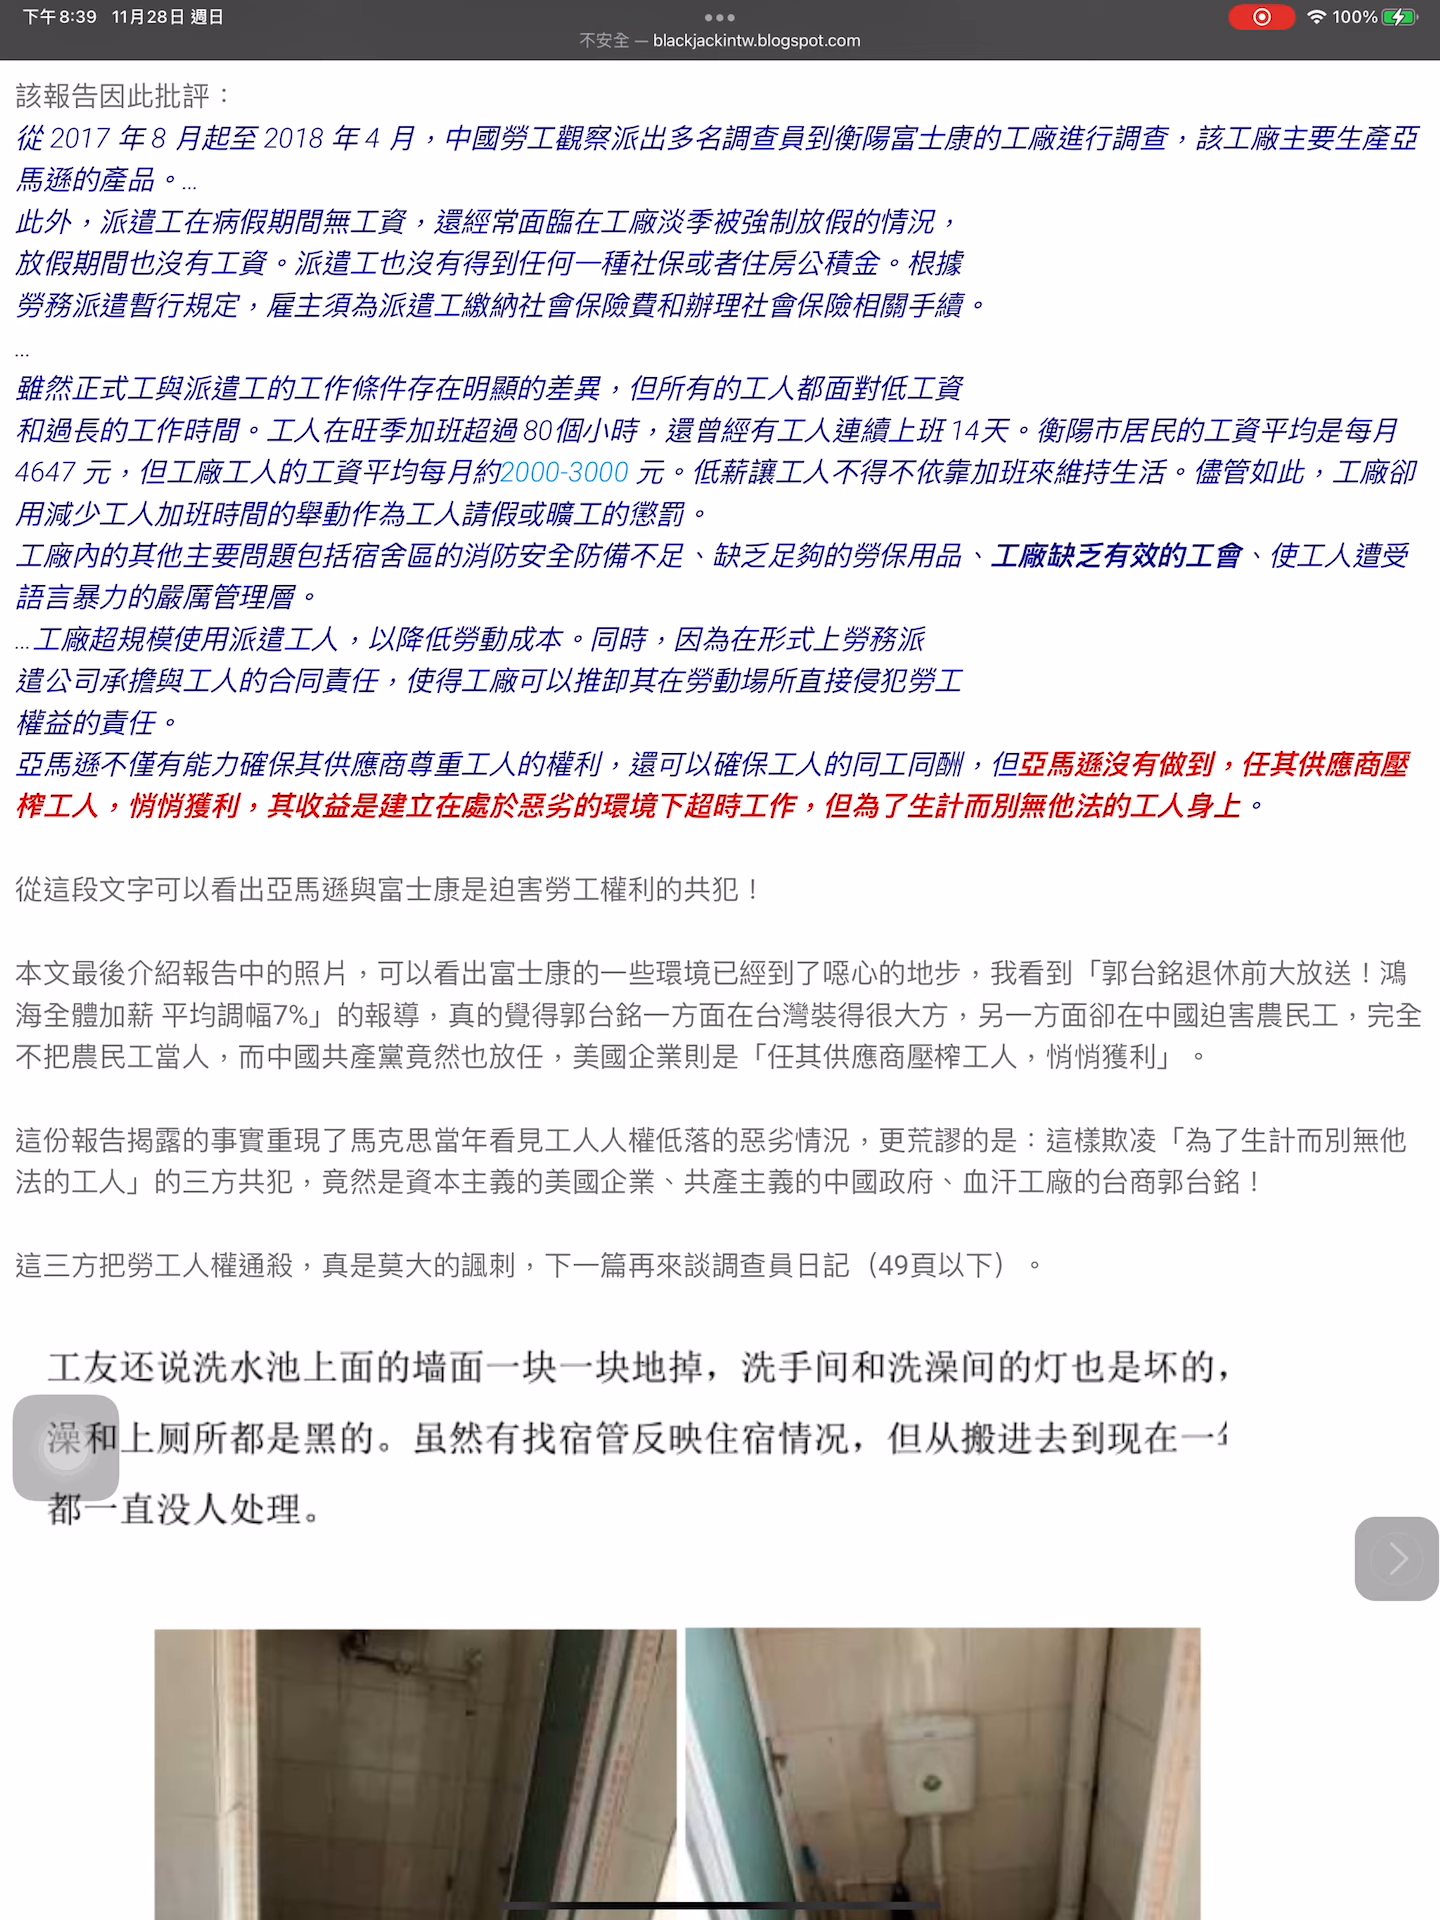 下午8:39 11月28日 週日
100%
不安全 — blackjackintw.blogspot.com
該報告因此批評：
從 2017 年 8 月起至 2018 年 4 月，中國勞工觀察派出多名調查員到衡陽富士康的工廠進行調查，該工廠主要生產亞
馬遜的產品。...
此外，派遣工在病假期間無工資，還經常面臨在工廠淡季被強制放假的情況，
放假期間也沒有工資。派遣工也沒有得到任何一種社保或者住房公積金。根據
勞務派遣暫行規定，雇主須為派遣工繳納社會保險費和辦理社會保險相關手續。
...
雖然正式工與派遣工的工作條件存在明顯的差異，但所有的工人都面對低工資
和過長的工作時間。工人在旺季加班超過 80個小時，還曾經有工人連續上班 14天。衡陽市居民的工資平均是每月
4647 元，但工廠工人的工資平均每月約2000-3000 元。低薪讓工人不得不依靠加班來維持生活。儘管如此，工廠卻
用減少工人加班時間的舉動作為工人請假或曠工的懲罰。
工廠內的其他主要問題包括宿舍區的消防安全防備不足、缺乏足夠的勞保用品、工廠缺乏有效的工會、使工人遭受
語言暴力的嚴厲管理層。
...工廠超規模使用派遣工人，以降低勞動成本。同時，因為在形式上勞務派
遣公司承擔與工人的合同責任，使得工廠可以推卸其在勞動場所直接侵犯勞工
權益的責任。
亞馬遜不僅有能力確保其供應商尊重工人的權利，還可以確保工人的同工同酬，但亞馬遜沒有做到，任其供應商壓
榨工人，悄悄獲利，其收益是建立在處於惡劣的環境下超時工作，但為了生計而別無他法的工人身上。
從這段文字可以看出亞馬遜與富士康是迫害勞工權利的共犯！
本文最後介紹報告中的照片，可以看出富士康的一些環境已經到了噁心的地步，我看到「郭台銘退休前大放送！鴻
海全體加薪 平均調幅7%」的報導，真的覺得郭台銘一方面在台灣裝得很大方，另一方面卻在中國迫害農民工，完全
不把農民工當人，而中國共產黨竟然也放任，美國企業則是「任其供應商壓榨工人，悄悄獲利」。
這份報告揭露的事實重現了馬克思當年看見工人人權低落的惡劣情況，更荒謬的是：這樣欺凌「為了生計而別無他
法的工人」的三方共犯，竟然是資本主義的美國企業、共產主義的中國政府、血汗工廠的台商郭台銘！
這三方把勞工人權通殺，真是莫大的諷刺，下一篇再來談調查員日記（49頁以下）。
工友还说洗水池上面的墙面一块一块地掉，洗手间和洗澡间的灯也是坏的，
澡和上厕所都是黑的。虽然有找宿管反映住宿情况，但从搬进去到现在一
都一直没人处理。